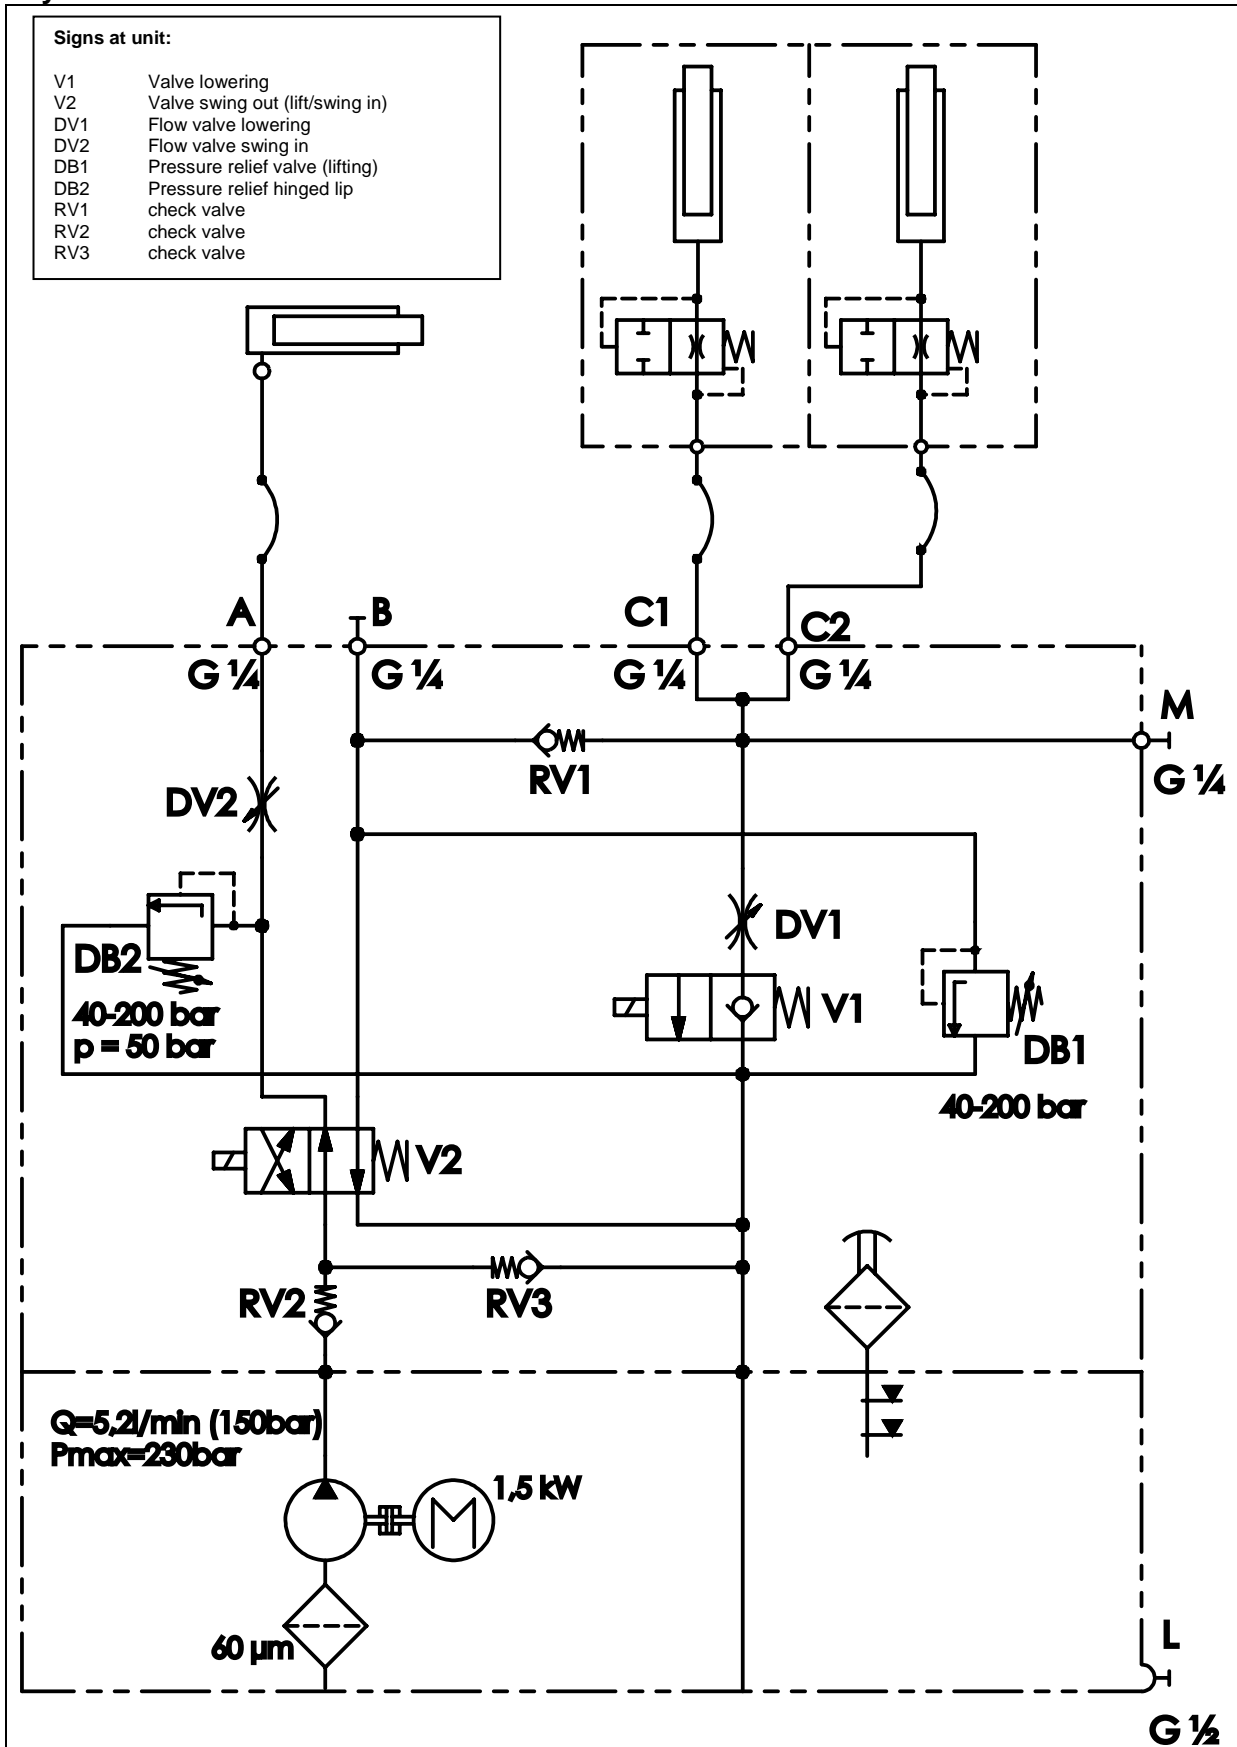 Signs at unit:
V1 Valve lowering
V2 Valve swing out (lift/swing in)
DV1 Flow valve lowering
DV2 Flow valve swing in
DB1 Pressure relief valve (lifting)
DB2 Pressure relief hinged lip
RV1 check valve
RV2 check valve
RV3 check valve
A
B
C1
C2
G ¼
G ¼
G ¼
G ¼
M
G ¼
RV1
DV2
DV1
DB2
40-200 bar
p = 50 bar
V1
DB1
40-200 bar
V2
RV2
RV3
Q=5,2l/min (150bar)
Pmax=230bar
1,5 kW
M
60 µm
L
G ½